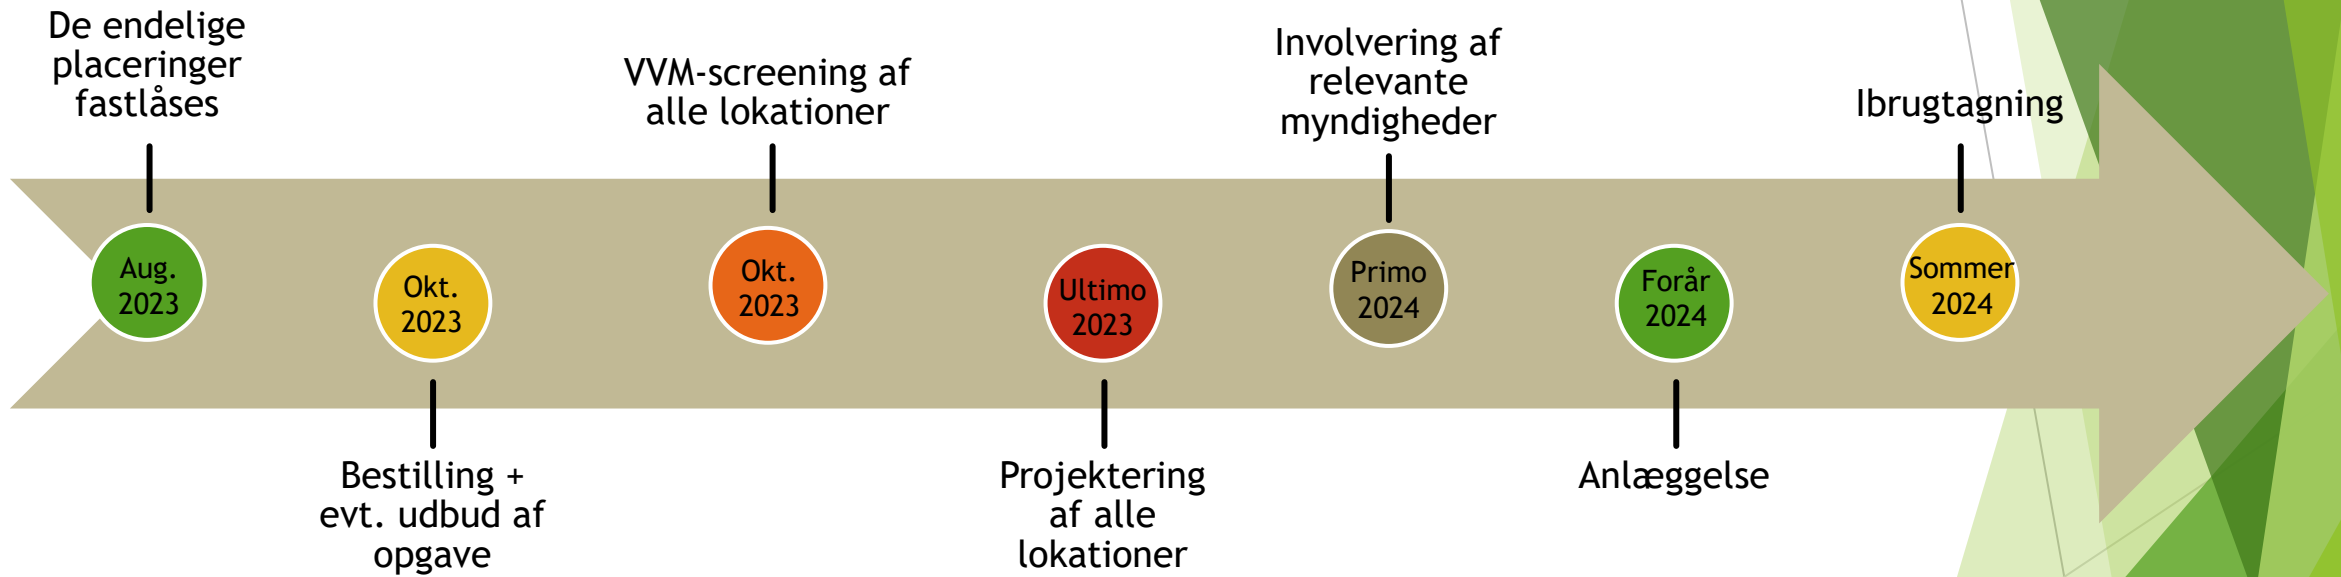 De endelige
placeringer
fastlåses
Aug.
2023
Okt.
2023
Bestilling +
evt. udbud af
opgave
VVM-screening af
alle lokationer
Okt.
2023
Ultimo
2023
Projektering
af alle
lokationer
Involvering af
relevante
myndigheder
Primo
2024
Forår
2024
Anlæggelse
Ibrugtagning
Sommer
2024